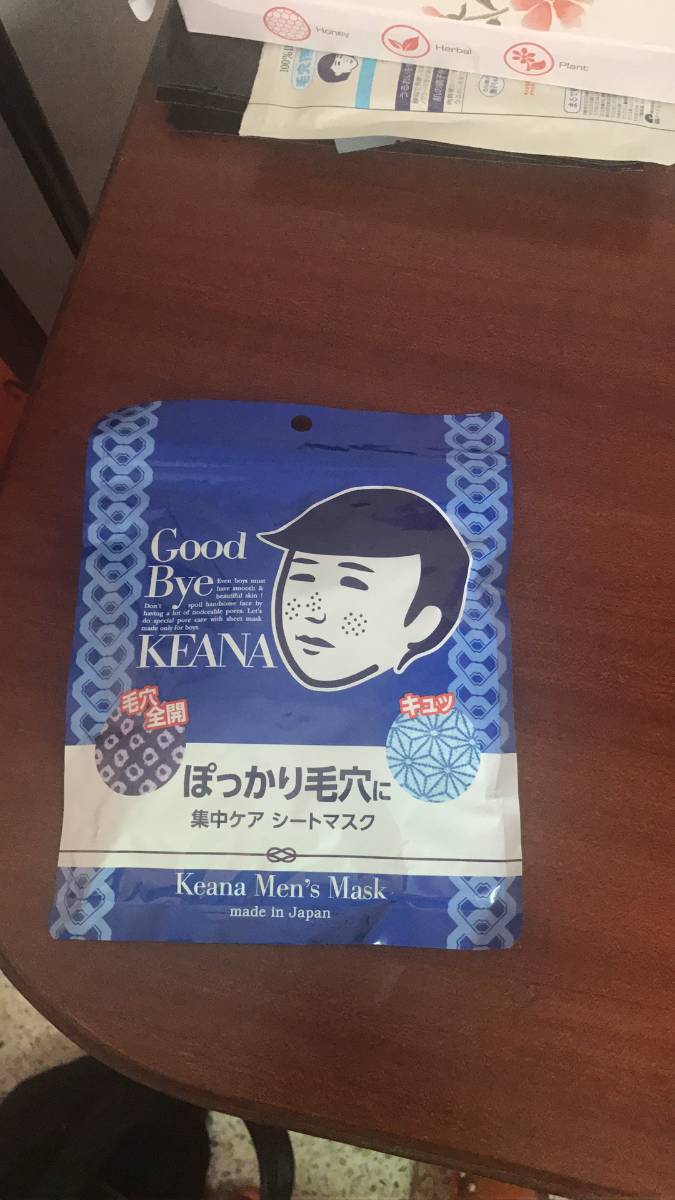 Honey
Herbal
Plant
100%
Good
Bye
Even boys must
have smooth &
beautiful skin !
Don't spoil handsome face by
having a lot of noticeable pores. Let's
do special pore care with sheet mask
made only for boys.
KEANA
毛穴
全開
キュッ
ぽっかり毛穴に
集中ケア シートマスク
Keana Men's Mask
made in Japan